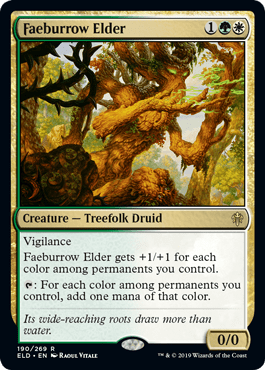 Faeburrow Elder 1
Creature — Treefolk Druid
Vigilance
Faeburrow Elder gets +1/+1 for each
color among permanents you control.
: For each color among permanents you
control, add one mana of that color.
Its wide-reaching roots draw more than
water.
0/0
190/269 R
ELD • EN Raoul Vitale
™ & © 2019 Wizards of the Coast